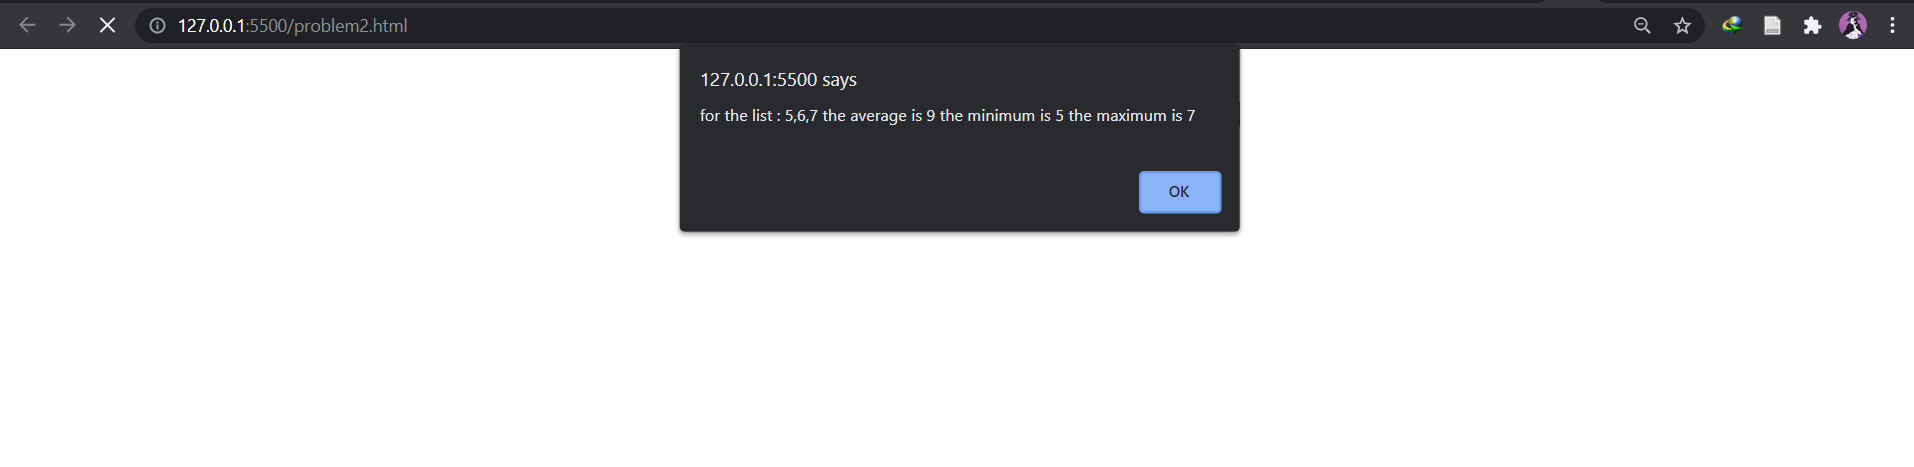 127.0.0.1:5500/problem2.html
127.0.0.1:5500 says
for the list : 5,6,7 the average is 9 the minimum is 5 the maximum is 7
OK